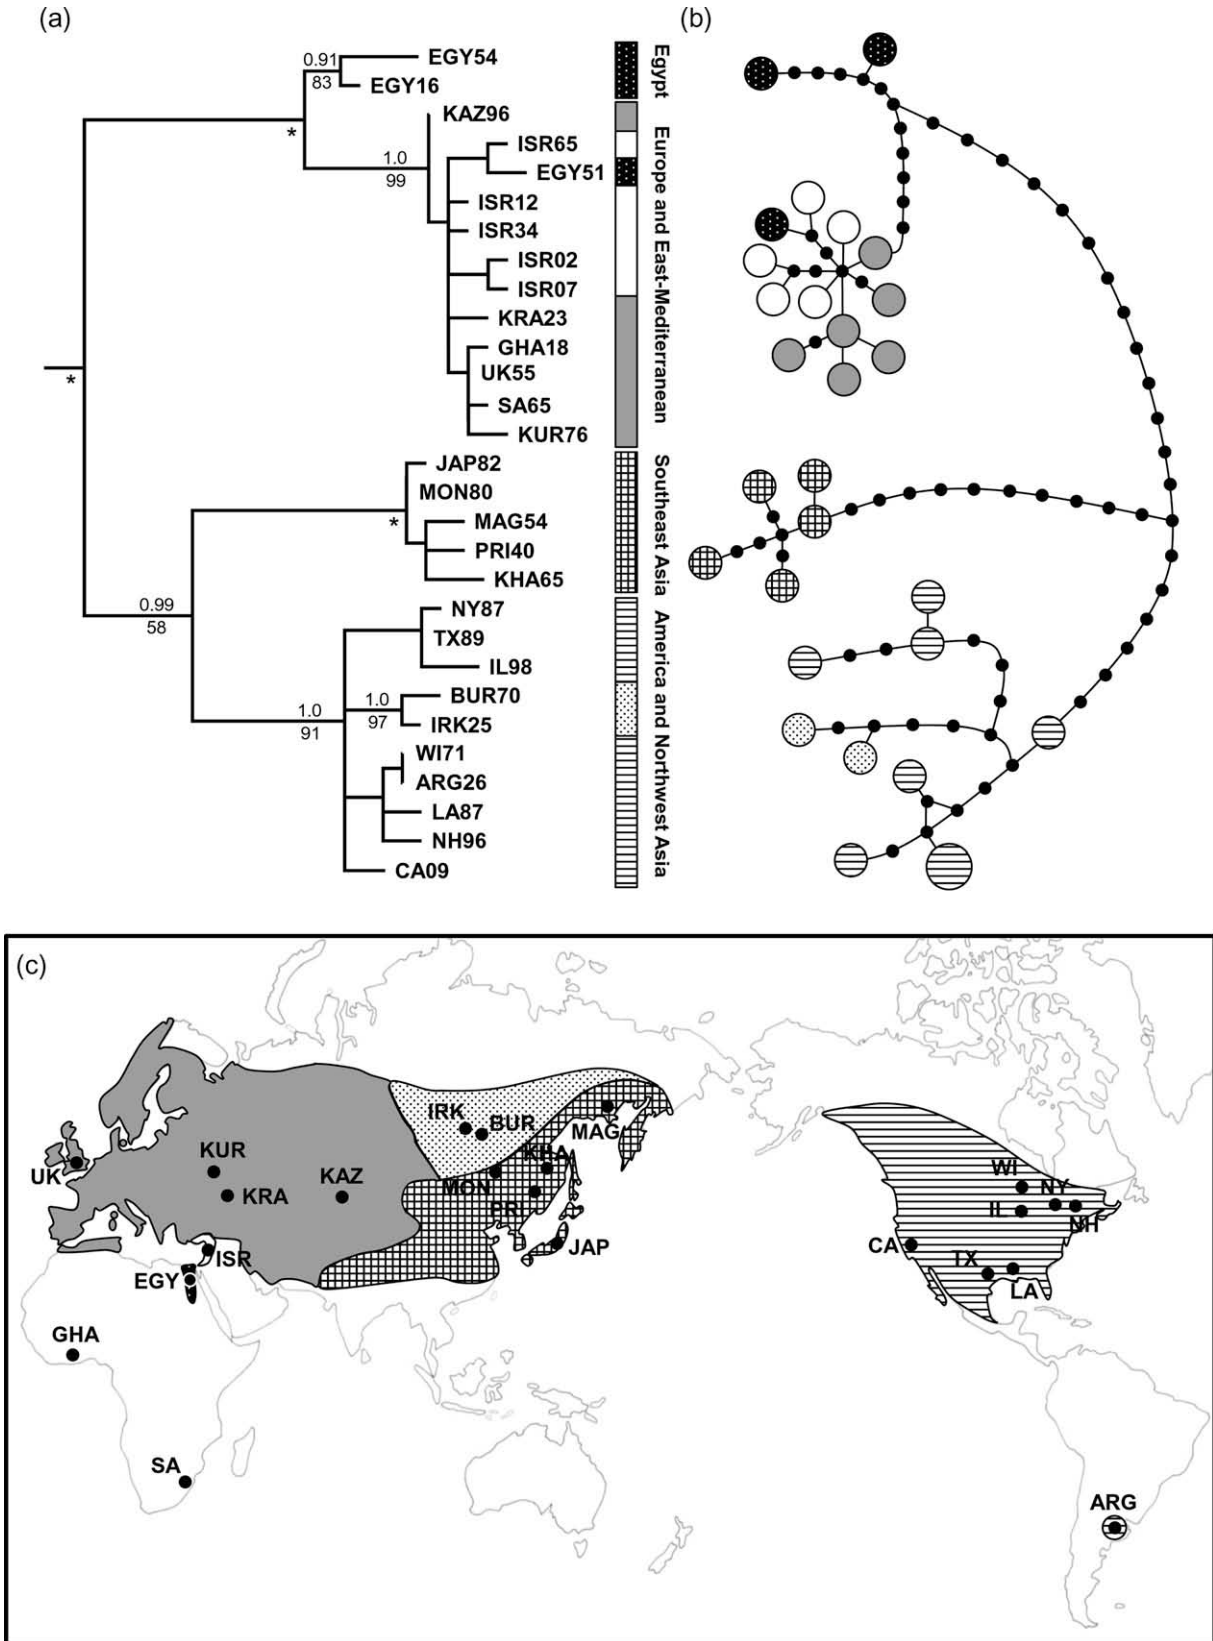 (a)
(b)
0.91
83
EGY54
EGY16
*
KAZ96
ISR65
EGY51
1.0
99
ISR12
ISR34
ISR02
ISR07
KRA23
GHA18
UK55
SA65
KUR76
*
JAP82
MON80
*
MAG54
PRI40
KHA65
0.99
58
NY87
TX89
IL98
1.0
97
BUR70
IRK25
1.0
91
WI71
ARG26
LA87
NH96
CA09
Egypt
Europe and East-Mediterranean
Southeast Asia
America and Northwest Asia
(c)
IRK
BUR
MAG
KUR
KHA
UK
KAZ
MON
KRA
PRI
JAP
ISR
EGY
GHA
SA
WI
NY
IL
NH
CA
TX
LA
ARG